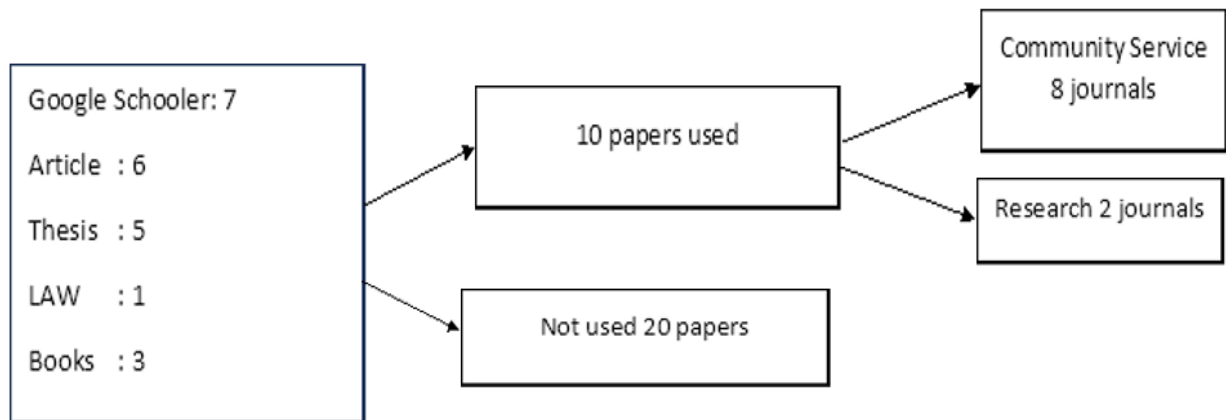 Google Schooler: 7
Article : 6
Thesis : 5
LAW : 1
Books : 3
10 papers used
Not used 20 papers
Community Service
8 journals
Research 2 journals